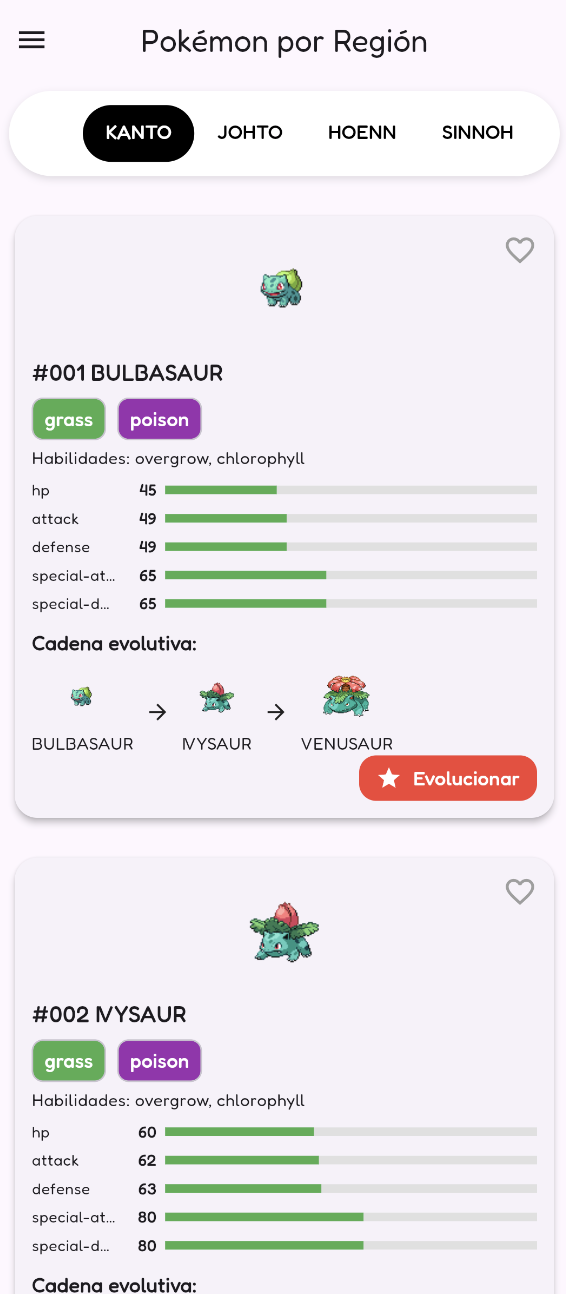 Pokémon por Región
KANTO JOHTO HOENN SINNOH
#001 BULBASAUR
grass poison
Habilidades: overgrow, chlorophyll
hp 45
attack 49
defense 49
special-at... 65
special-d... 65
Cadena evolutiva:
BULBASAUR IVYSAUR VENUSAUR
Evolucionar
#002 IVYSAUR
grass poison
Habilidades: overgrow, chlorophyll
hp 60
attack 62
defense 63
special-at... 80
special-d... 80
Cadena evolutiva: